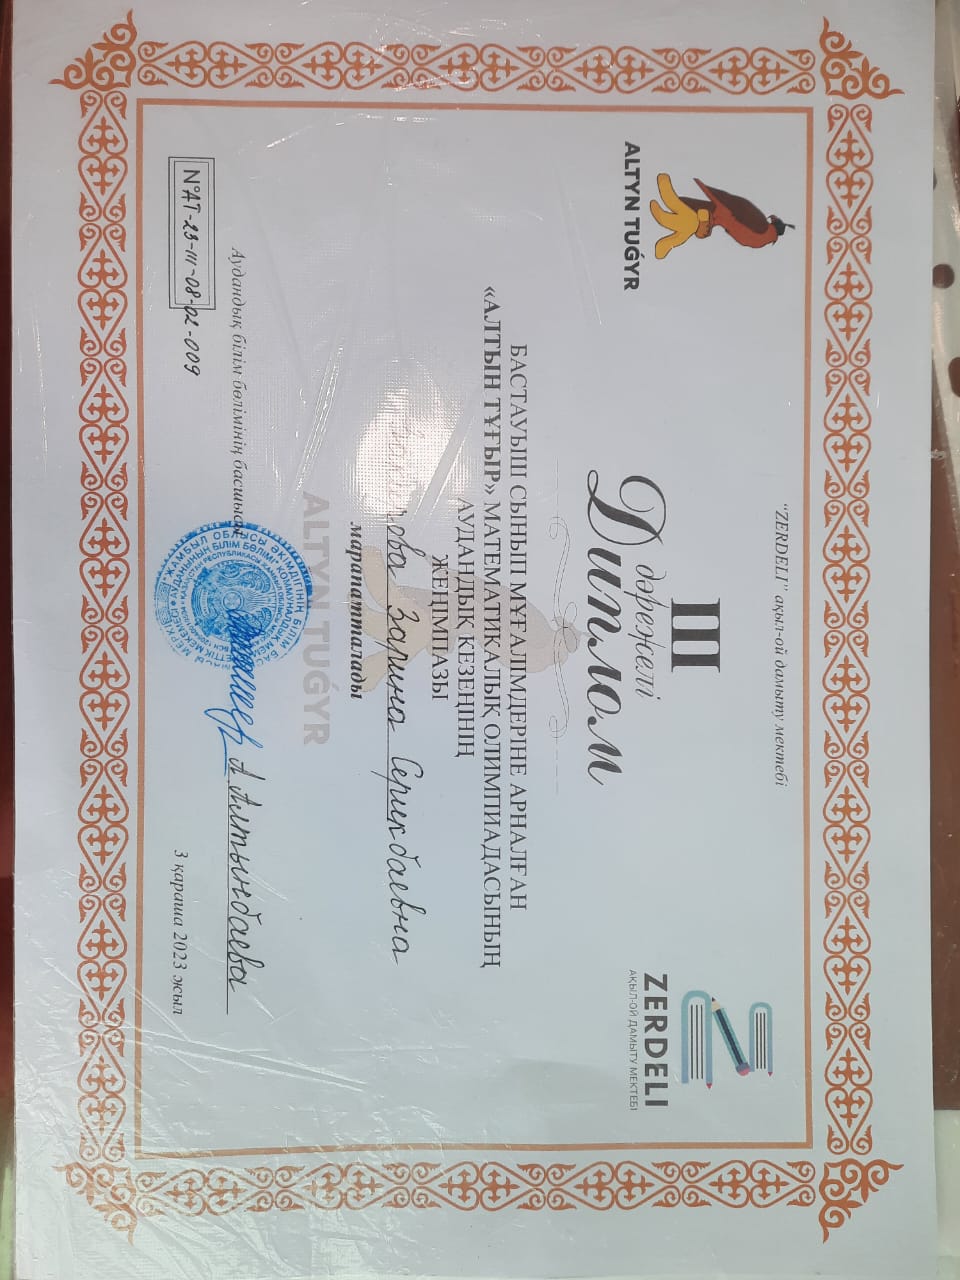 "ZERDELI" ақыл-ой дамыту мектебі
ALTYN TUǴYR
ZERDELI
АҚЫЛ-ОЙ ДАМЫТУ МЕКТЕБІ
III
дәрежелі
Диплом
БАСТАУЫШ СЫНЫП МҰҒАЛІМДЕРІНЕ АРНАЛҒАН
«АЛТЫН ТҰҒЫР» МАТЕМАТИКАЛЫҚ ОЛИМПИАДАСЫНЫҢ
АУДАНДЫҚ КЕЗЕҢІНІҢ
ЖЕҢІМПАЗЫ
Зарина Серикбаевна
марапатталады
ALTYN TUǴYR
Аудандық білім бөлімінің басшысы
А Алтынбаева
N°AT-23-III-08-02-009
3 қараша 2023 жыл